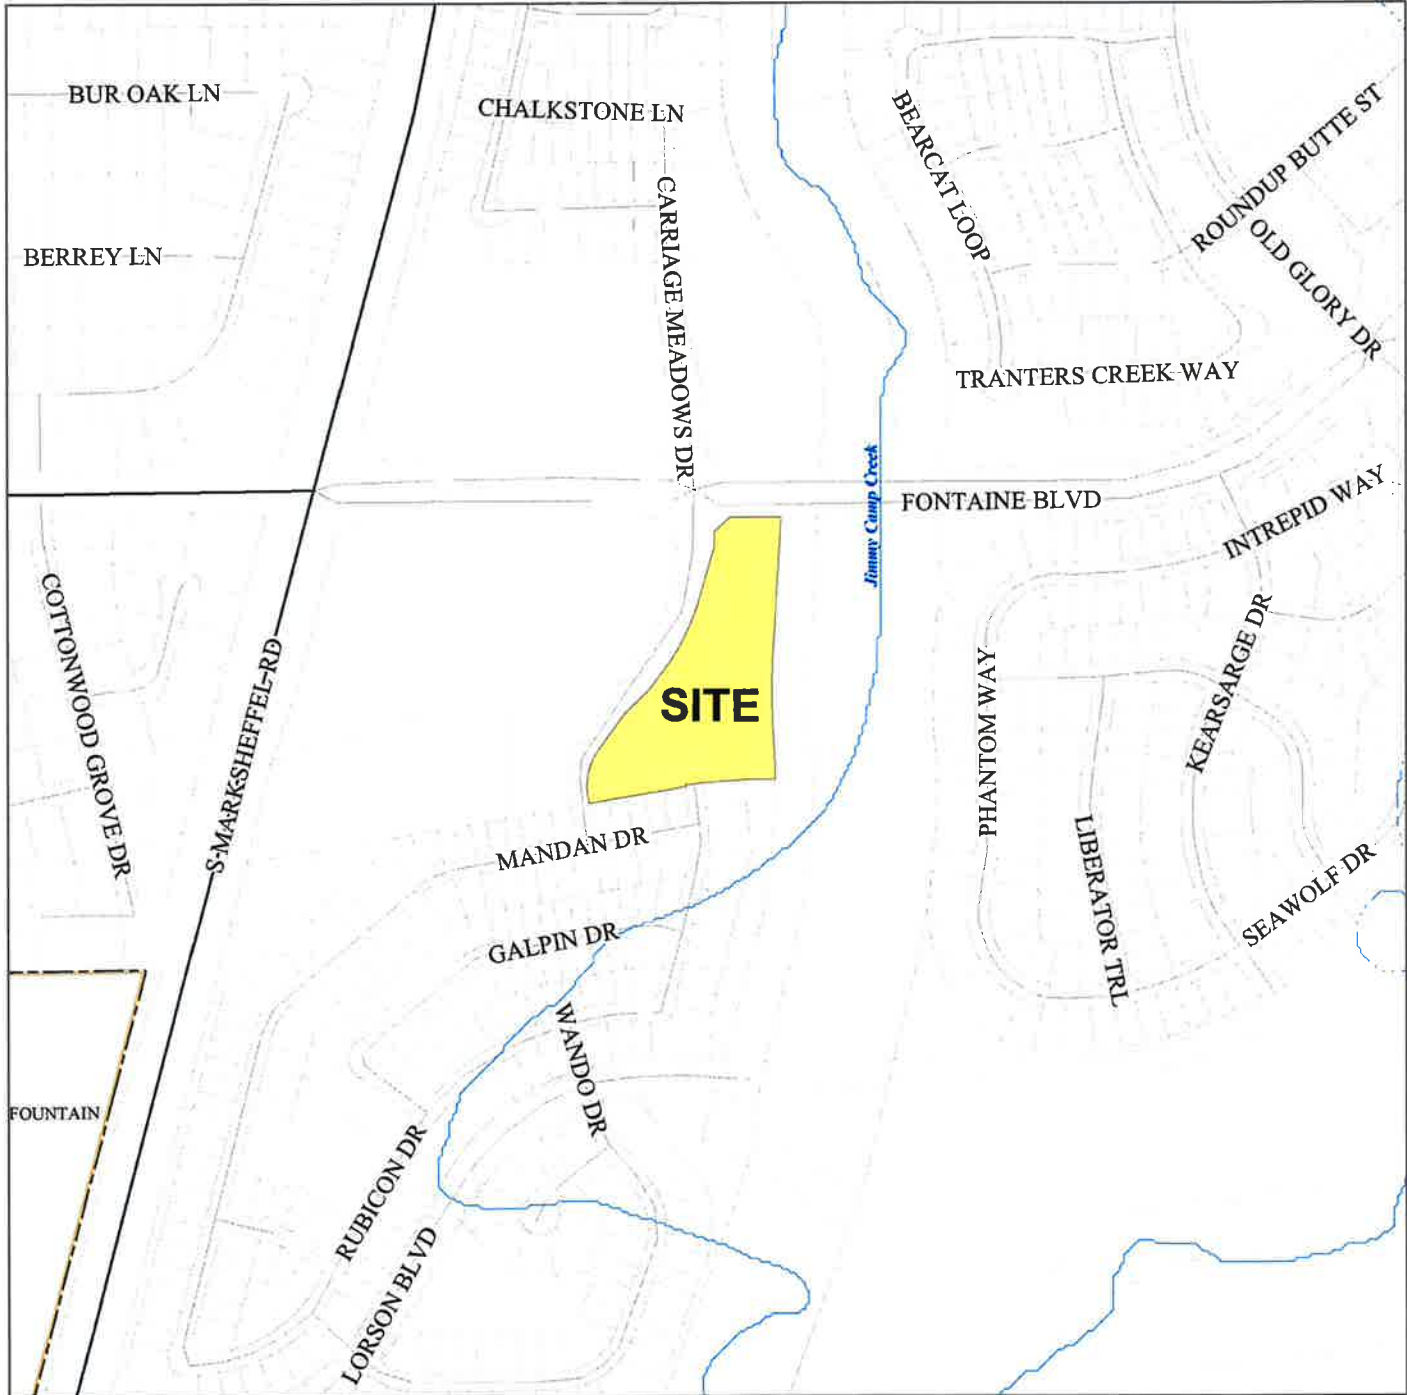 BUR OAK LN
CHALKSTONE LN
BEARCAT LOOP
ROUNDUP BUTTE ST
BERREY LN
CARRIAGE MEADOWS DR
OLD GLORY DR
TRANTERS CREEK WAY
Jimmy Camp Creek
FONTAINE BLVD
INTREPID WAY
COTTONWOOD GROVE DR
S MARKSHEFFEL RD
SITE
PHANTOM WAY
KEARSARGE DR
MANDAN DR
LIBERATOR TRL
SEAWOLF DR
GALPIN DR
WANDO DR
FOUNTAIN
RUBICON DR
LORSON BLVD